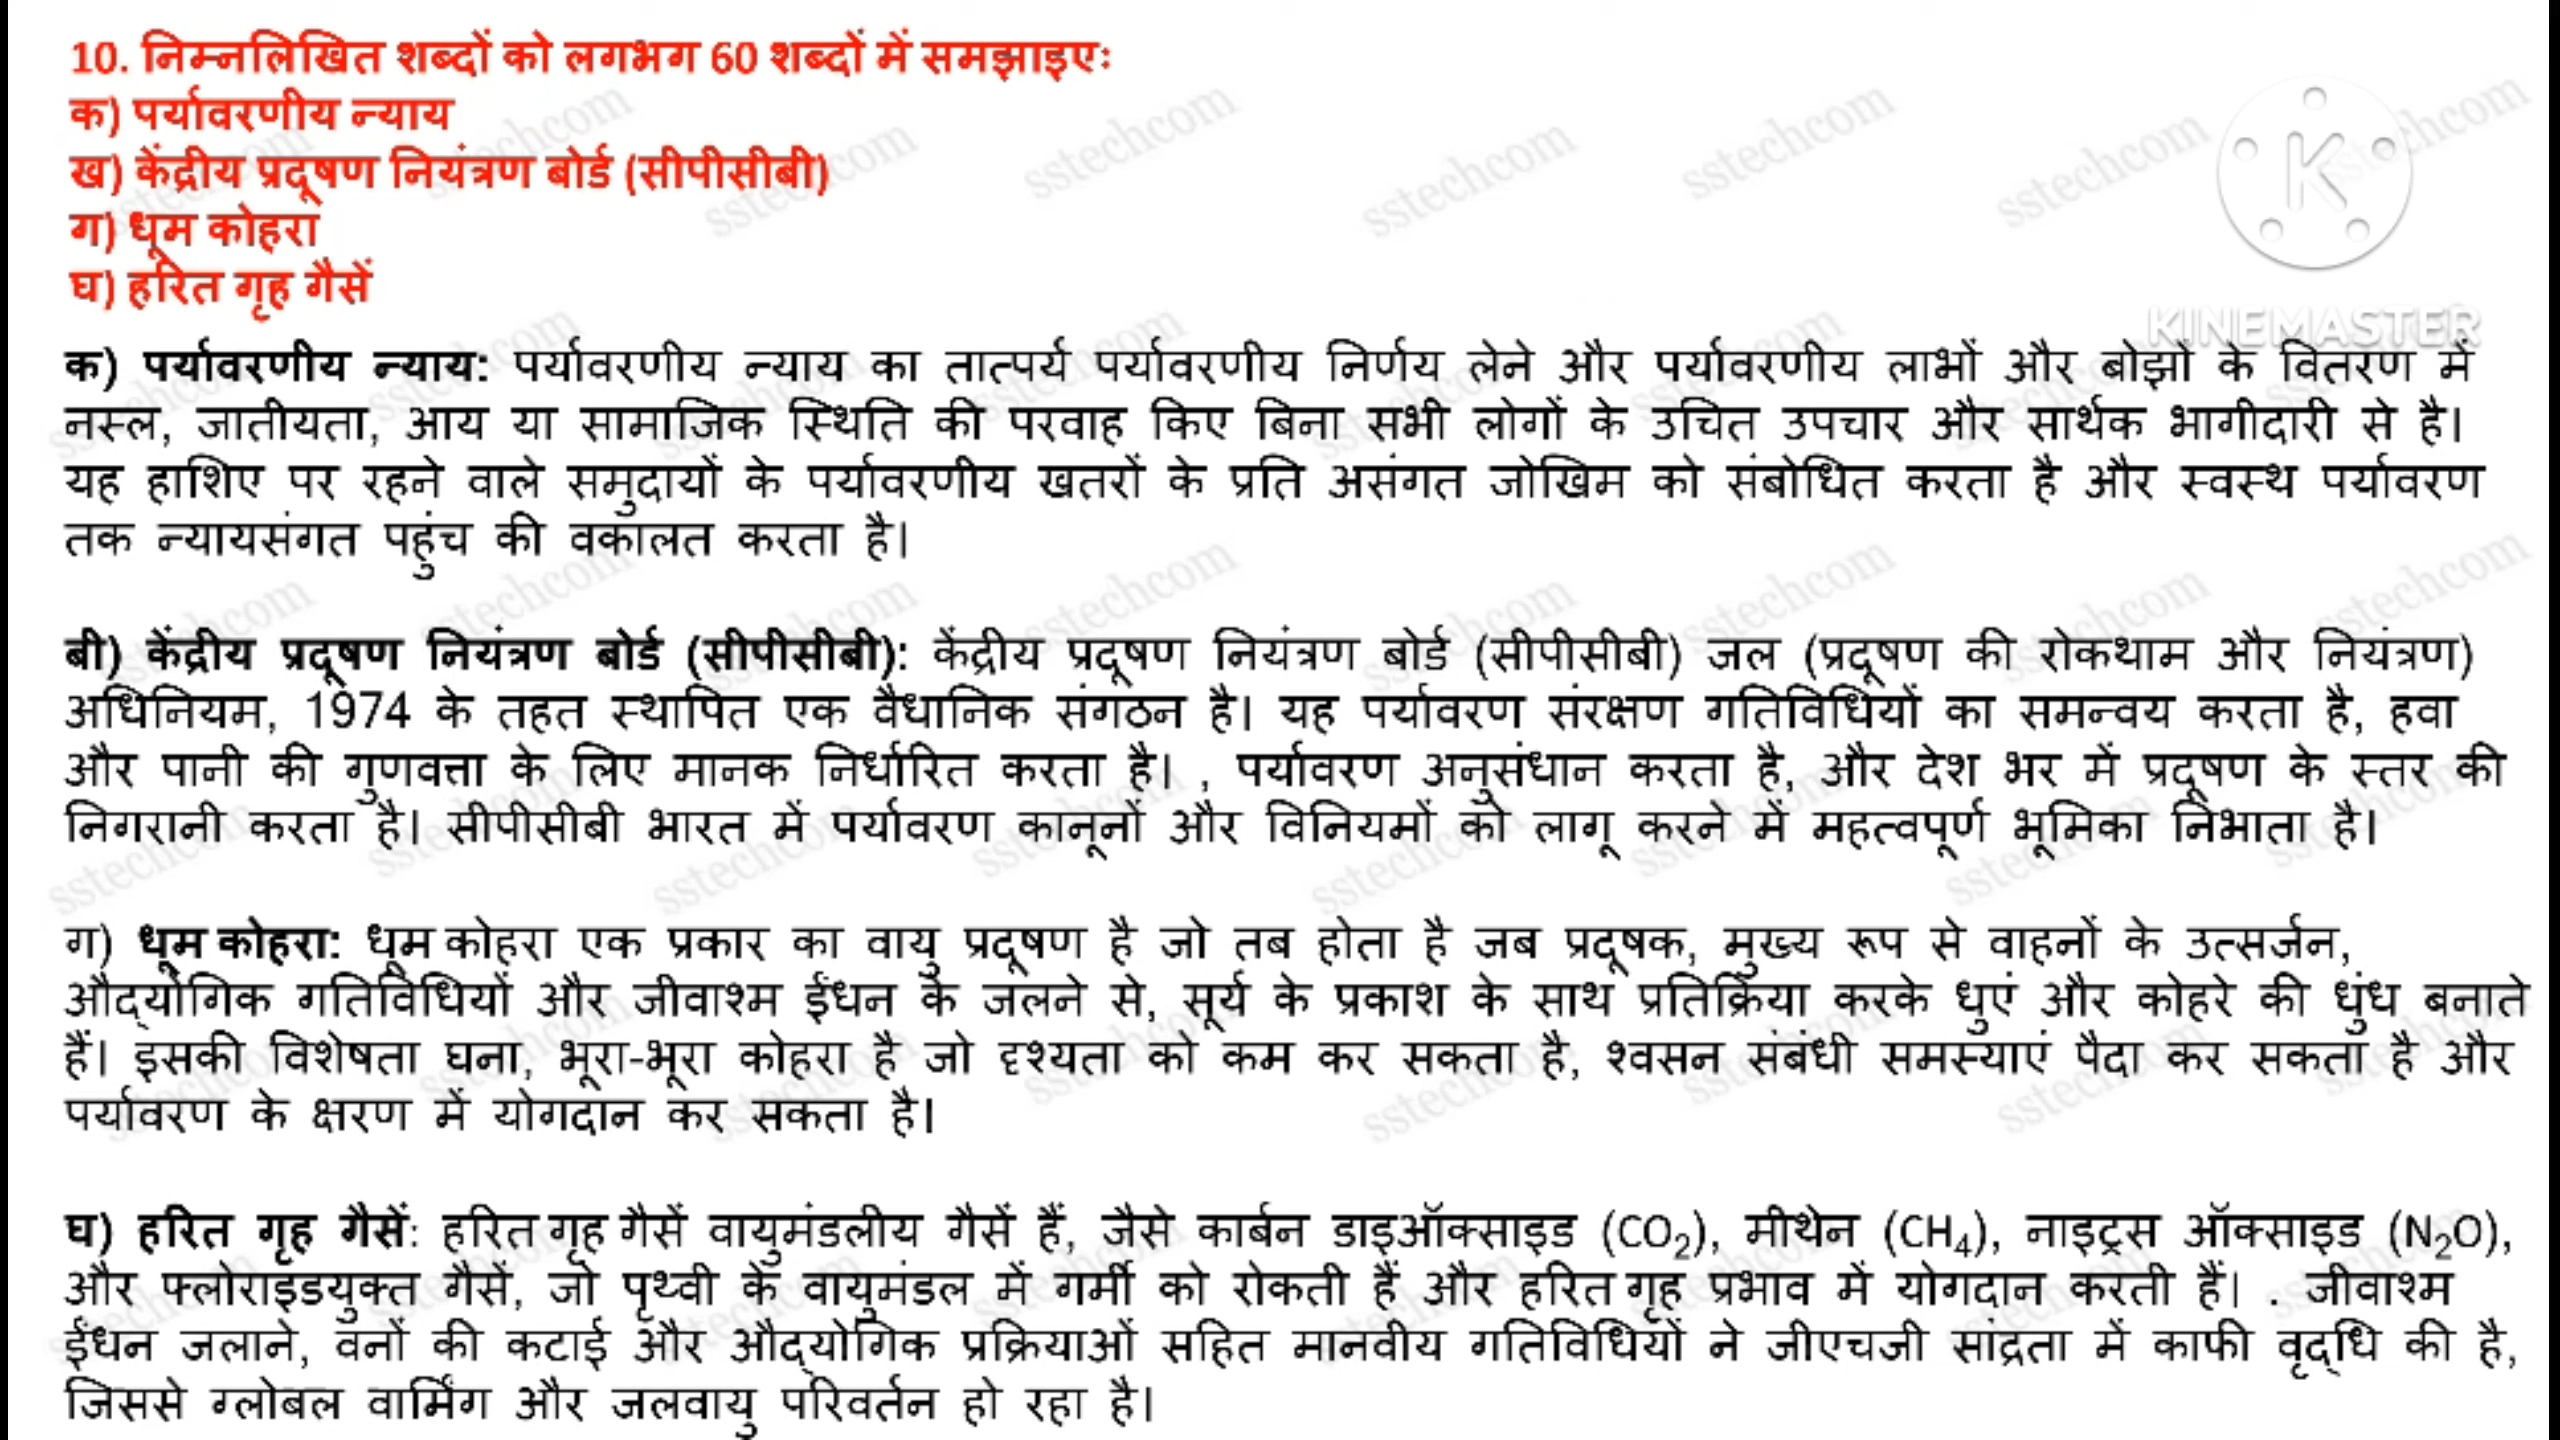 10. निम्नलिखित शब्दों को लगभग 60 शब्दों में समझाइएः
क) पर्यावरणीय न्याय
ख) केंद्रीय प्रदूषण नियंत्रण बोर्ड (सीपीसीबी)
ग) धूम कोहरा
घ) हरित गृह गैसें
KINEMASTER
क) पर्यावरणीय न्याय: पर्यावरणीय न्याय का तात्पर्य पर्यावरणीय निर्णय लेने और पर्यावरणीय लाभों और बोझों के वितरण में
नस्ल, जातीयता, आय या सामाजिक स्थिति की परवाह किए बिना सभी लोगों के उचित उपचार और सार्थक भागीदारी से है।
यह हाशिए पर रहने वाले समुदायों के पर्यावरणीय खतरों के प्रति असंगत जोखिम को संबोधित करता है और स्वस्थ पर्यावरण
तक न्यायसंगत पहुंच की वकालत करता है।
बी) केंद्रीय प्रदूषण नियंत्रण बोर्ड (सीपीसीबी): केंद्रीय प्रदूषण नियंत्रण बोर्ड (सीपीसीबी) जल (प्रदूषण की रोकथाम और नियंत्रण)
अधिनियम, 1974 के तहत स्थापित एक वैधानिक संगठन है। यह पर्यावरण संरक्षण गतिविधियों का समन्वय करता है, हवा
और पानी की गुणवत्ता के लिए मानक निर्धारित करता है। , पर्यावरण अनुसंधान करता है, और देश भर में प्रदूषण के स्तर की
निगरानी करता है। सीपीसीबी भारत में पर्यावरण कानूनों और विनियमों को लागू करने में महत्वपूर्ण भूमिका निभाता है।
ग) धूम कोहरा: धूम कोहरा एक प्रकार का वायु प्रदूषण है जो तब होता है जब प्रदूषक, मुख्य रूप से वाहनों के उत्सर्जन,
औद्योगिक गतिविधियों और जीवाश्म ईंधन के जलने से, सूर्य के प्रकाश के साथ प्रतिक्रिया करके धुएं और कोहरे की धुंध बनाते
हैं। इसकी विशेषता घना, भूरा-भूरा कोहरा है जो दृश्यता को कम कर सकता है, श्वसन संबंधी समस्याएं पैदा कर सकता है और
पर्यावरण के क्षरण में योगदान कर सकता है।
घ) हरित गृह गैसें: हरित गृह गैसें वायुमंडलीय गैसें हैं, जैसे कार्बन डाइऑक्साइड (CO₂), मीथेन (CH₄), नाइट्रस ऑक्साइड (N₂O),
और फ्लोराइडयुक्त गैसें, जो पृथ्वी के वायुमंडल में गर्मी को रोकती हैं और हरित गृह प्रभाव में योगदान करती हैं। . जीवाश्म
ईंधन जलाने, वनों की कटाई और औद्योगिक प्रक्रियाओं सहित मानवीय गतिविधियों ने जीएचजी सांद्रता में काफी वृद्धि की है,
जिससे ग्लोबल वार्मिंग और जलवायु परिवर्तन हो रहा है।